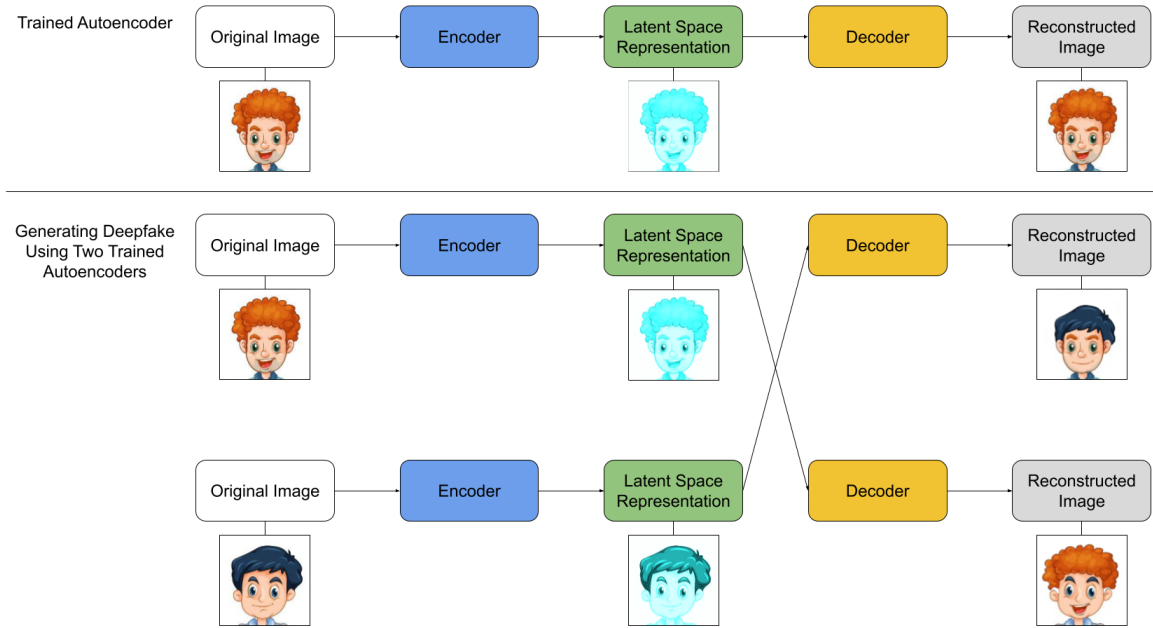 Trained Autoencoder
Original Image
Encoder
Latent Space
Representation
Decoder
Reconstructed
Image
Generating Deepfake
Using Two Trained
Autoencoders
Original Image
Encoder
Latent Space
Representation
Decoder
Reconstructed
Image
Original Image
Encoder
Latent Space
Representation
Decoder
Reconstructed
Image